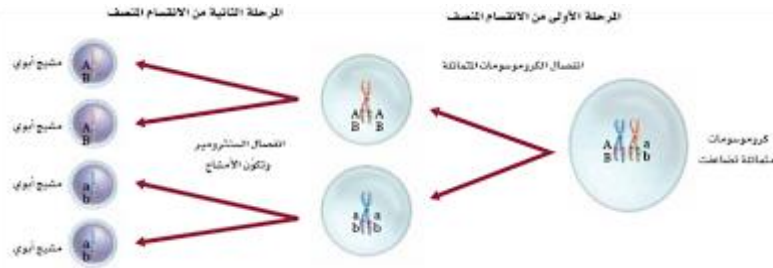 المرحلة الأولى من الانقسام المنصف
المرحلة الثانية من الانقسام المنصف
انفصال الكروموسومات المتماثلة
كروموسومات
متماثلة تضاعفت
A a
B b
A A
B B
a a
b b
انفصال السنترومير
وتكوّن الأمشاج
مشيج أبوي
A
B
مشيج أبوي
A
B
مشيج أبوي
a
b
مشيج أبوي
a
b